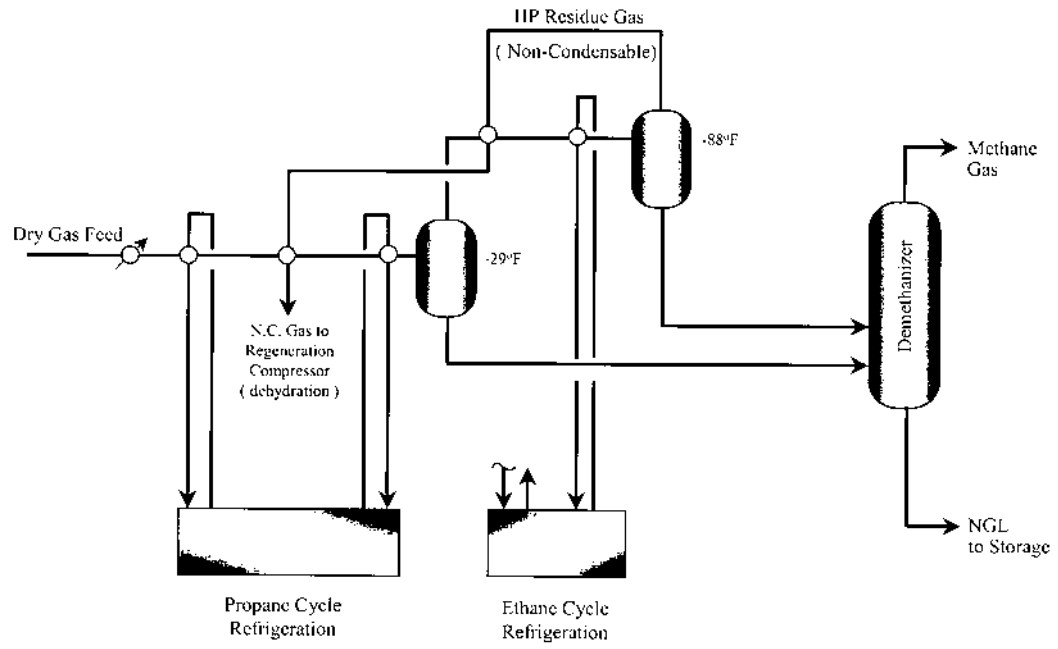 HP Residue Gas
( Non-Condensable)
-88°F
Methane
Gas
Dry Gas Feed
-29°F
Demethanizer
N.C. Gas to
Regeneration
Compressor
( dehydration )
NGL
to Storage
Propane Cycle
Refrigeration
Ethane Cycle
Refrigeration